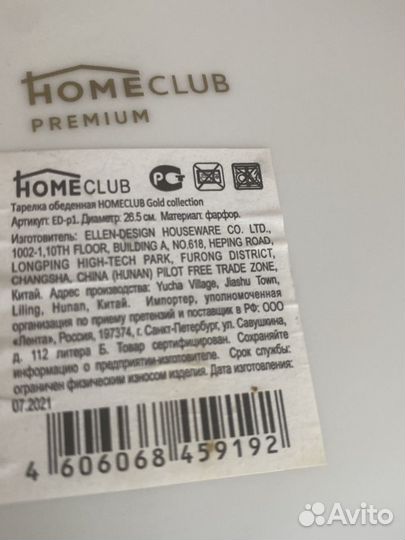 HOMECLUB
PREMIUM
HOMECLUB
Тарелка обеденная HOMECLUB Gold collection
Артикул: ED-p1. Диаметр: 26.5 см. Материал: фарфор.
Изготовитель: ELLEN-DESIGN HOUSEWARE CO. LTD.,
1002-1,10TH FLOOR, BUILDING A, NO.618, HEPING ROAD,
LONGPING HIGH-TECH PARK, FURONG DISTRICT,
CHANGSHA, CHINA (HUNAN) PILOT FREE TRADE ZONE,
Китай. Адрес производства: Yucha Village, Jiashu Town,
Liling, Hunan, Китай. Импортер, уполномоченная
организация по приему претензий и поставщик в РФ: ООО
«Лента», Россия, 197374, г. Санкт-Петербург, ул. Савушкина,
д. 112 литера Б. Товар сертифицирован. Сохраняйте
информацию о предприятии-изготовителе. Срок службы:
ограничен физическим износом изделия. Дата изготовления:
07.2021
4 606068 459192
Avito